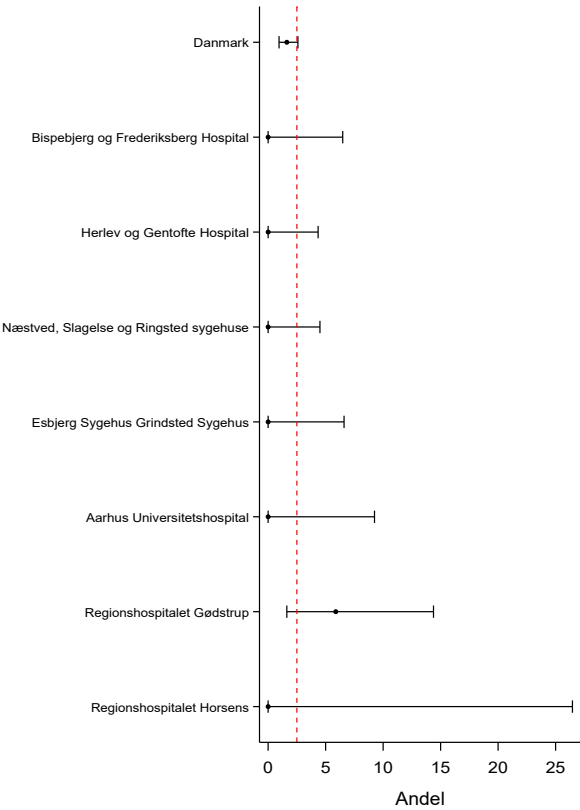 Danmark
Bispebjerg og Frederiksberg Hospital
Herlev og Gentofte Hospital
Næstved, Slagelse og Ringsted sygehuse
Esbjerg Sygehus Grindsted Sygehus
Aarhus Universitetshospital
Regionshospitalet Gødstrup
Regionshospitalet Horsens
0 5 10 15 20 25
Andel